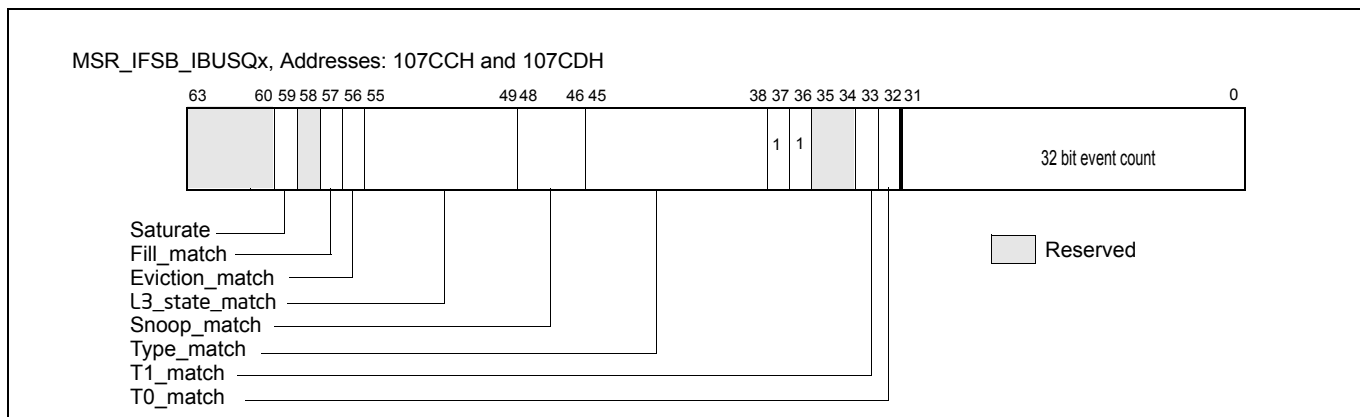 MSR_IFSB_IBUSQx, Addresses: 107CCH and 107CDH
63 60 59 58 57 56 55 49 48 46 45 38 37 36 35 34 33 32 31 0
1 1 32 bit event count
Saturate
Fill_match
Eviction_match
L3_state_match
Snoop_match
Type_match
T1_match
T0_match
Reserved